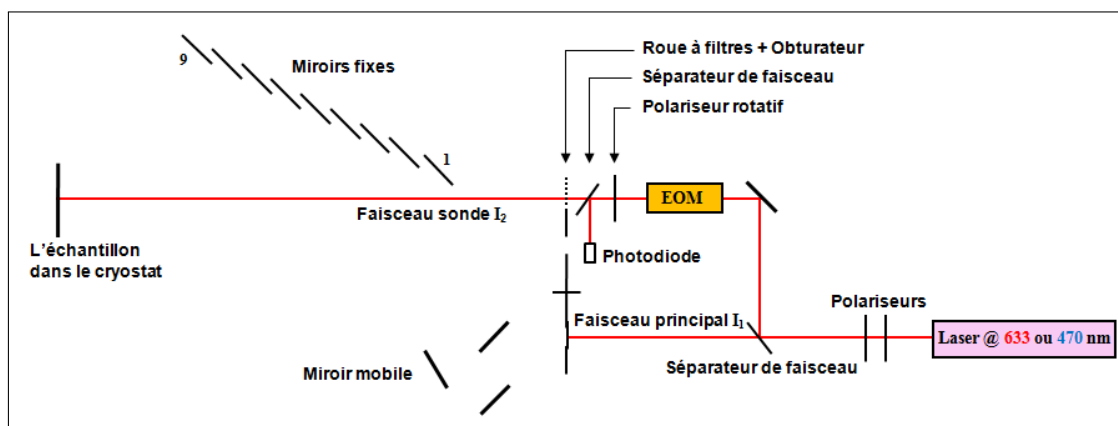 Roue à filtres + Obturateur
9
Miroirs fixes
Séparateur de faisceau
Polariseur rotatif
1
EOM
Faisceau sonde I₂
L'échantillon
dans le cryostat
Photodiode
Polariseurs
Faisceau principal I₁
Laser @ 633 ou 470 nm
Séparateur de faisceau
Miroir mobile